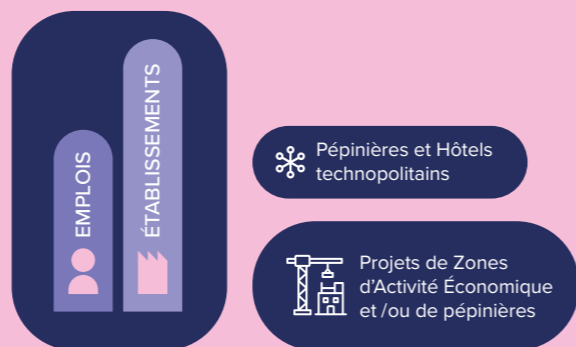 EMPLOIS
ÉTABLISSEMENTS
Pépinières et Hôtels
technopolitains
Projets de Zones
d'Activité Économique
et /ou de pépinières